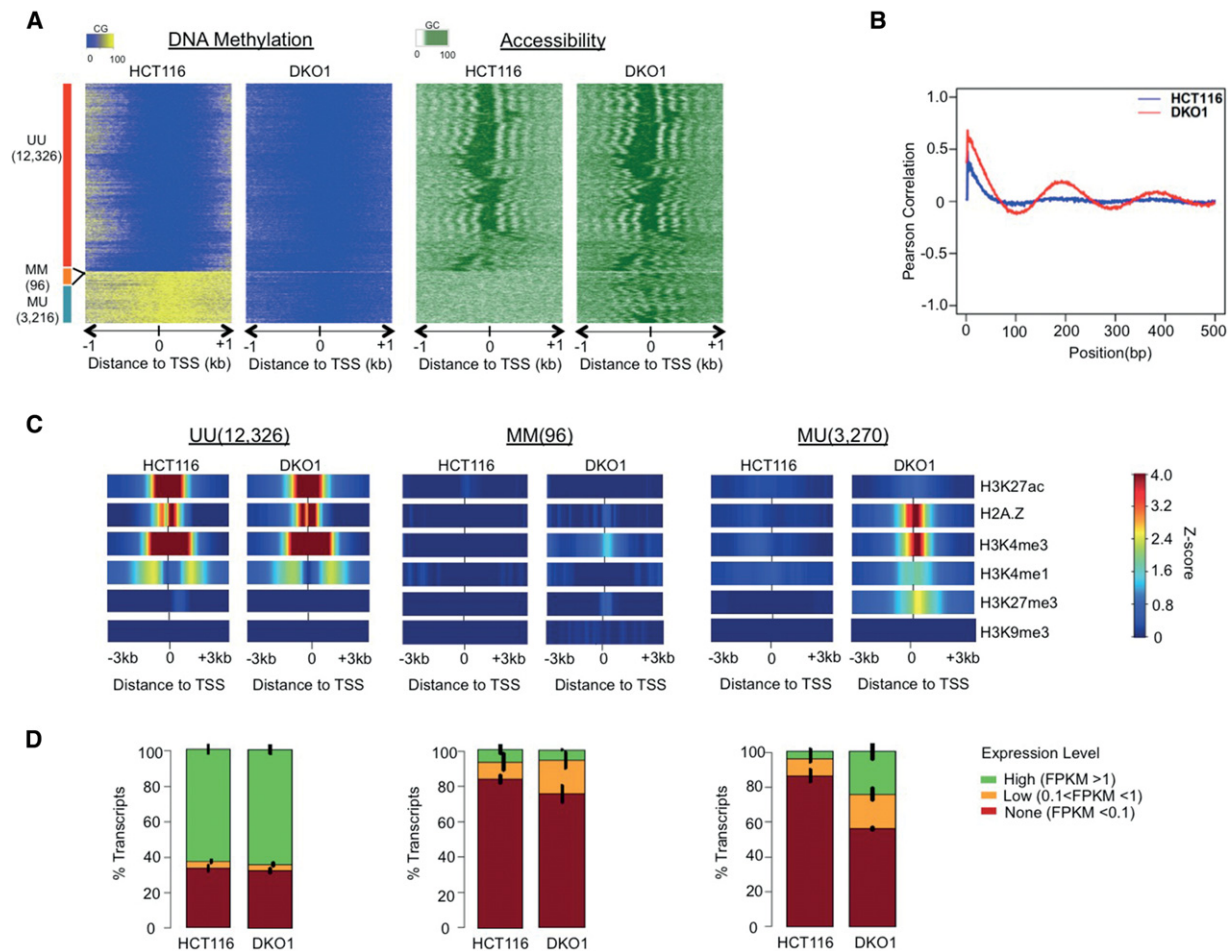 A
CG
0 100
DNA Methylation
HCT116 DKO1
GC
0 100
Accessibility
HCT116 DKO1
UU
(12,326)
MM
(96)
MU
(3,216)
-1 0 +1
Distance to TSS (kb)
-1 0 +1
Distance to TSS (kb)
-1 0 +1
Distance to TSS (kb)
-1 0 +1
Distance to TSS (kb)
B
HCT116
DKO1
Pearson Correlation
1.0
0.5
0
-0.5
-1.0
0 100 200 300 400 500
Position(bp)
C
UU(12,326)
HCT116 DKO1
-3kb 0 +3kb
Distance to TSS
-3kb 0 +3kb
Distance to TSS
MM(96)
HCT116 DKO1
-3kb 0 +3kb
Distance to TSS
-3kb 0 +3kb
Distance to TSS
MU(3,270)
HCT116 DKO1
-3kb 0 +3kb
Distance to TSS
-3kb 0 +3kb
Distance to TSS
H3K27ac
H2A.Z
H3K4me3
H3K4me1
H3K27me3
H3K9me3
4.0
3.2
2.4
1.6
0.8
0
Z-score
D
% Transcripts
100
80
60
40
20
0
HCT116 DKO1
% Transcripts
100
80
60
40
20
0
HCT116 DKO1
% Transcripts
100
80
60
40
20
0
HCT116 DKO1
Expression Level
High (FPKM >1)
Low (0.1<FPKM <1)
None (FPKM <0.1)